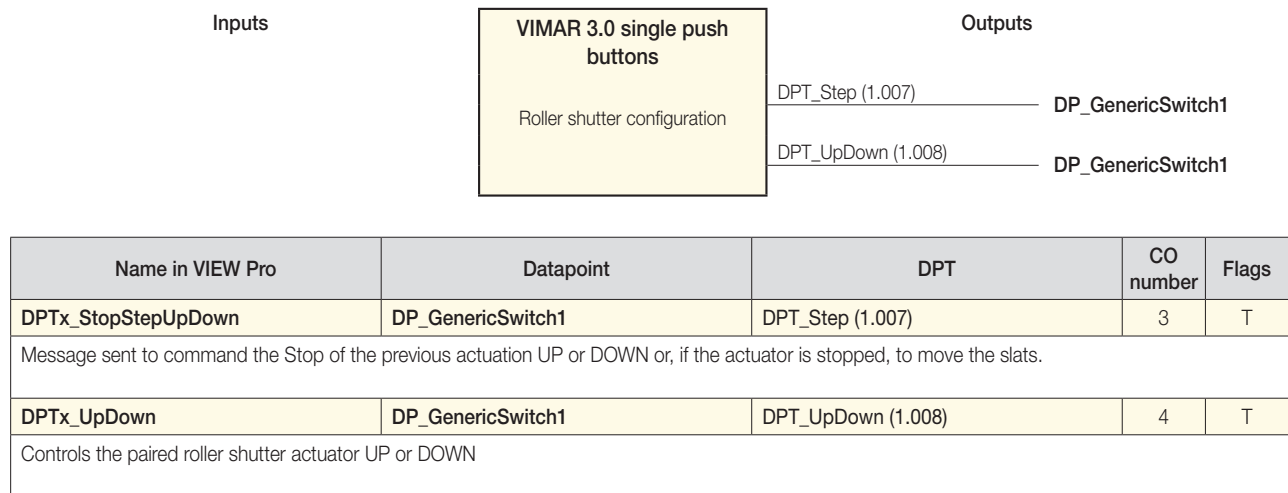 Inputs
VIMAR 3.0 single push
buttons
Outputs
Roller shutter configuration
DPT_Step (1.007)
DP_GenericSwitch1
DPT_UpDown (1.008)
DP_GenericSwitch1
Name in VIEW Pro Datapoint DPT CO number Flags
DPTx_StopStepUpDown DP_GenericSwitch1 DPT_Step (1.007) 3 T
Message sent to command the Stop of the previous actuation UP or DOWN or, if the actuator is stopped, to move the slats.
DPTx_UpDown DP_GenericSwitch1 DPT_UpDown (1.008) 4 T
Controls the paired roller shutter actuator UP or DOWN